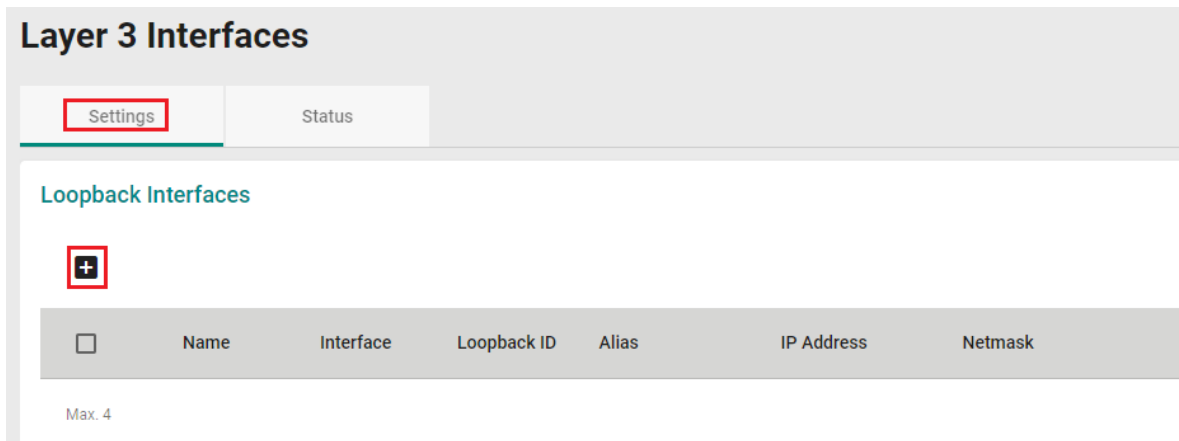 Layer 3 Interfaces
Settings Status
Loopback Interfaces
Name Interface Loopback ID Alias IP Address Netmask
Max. 4